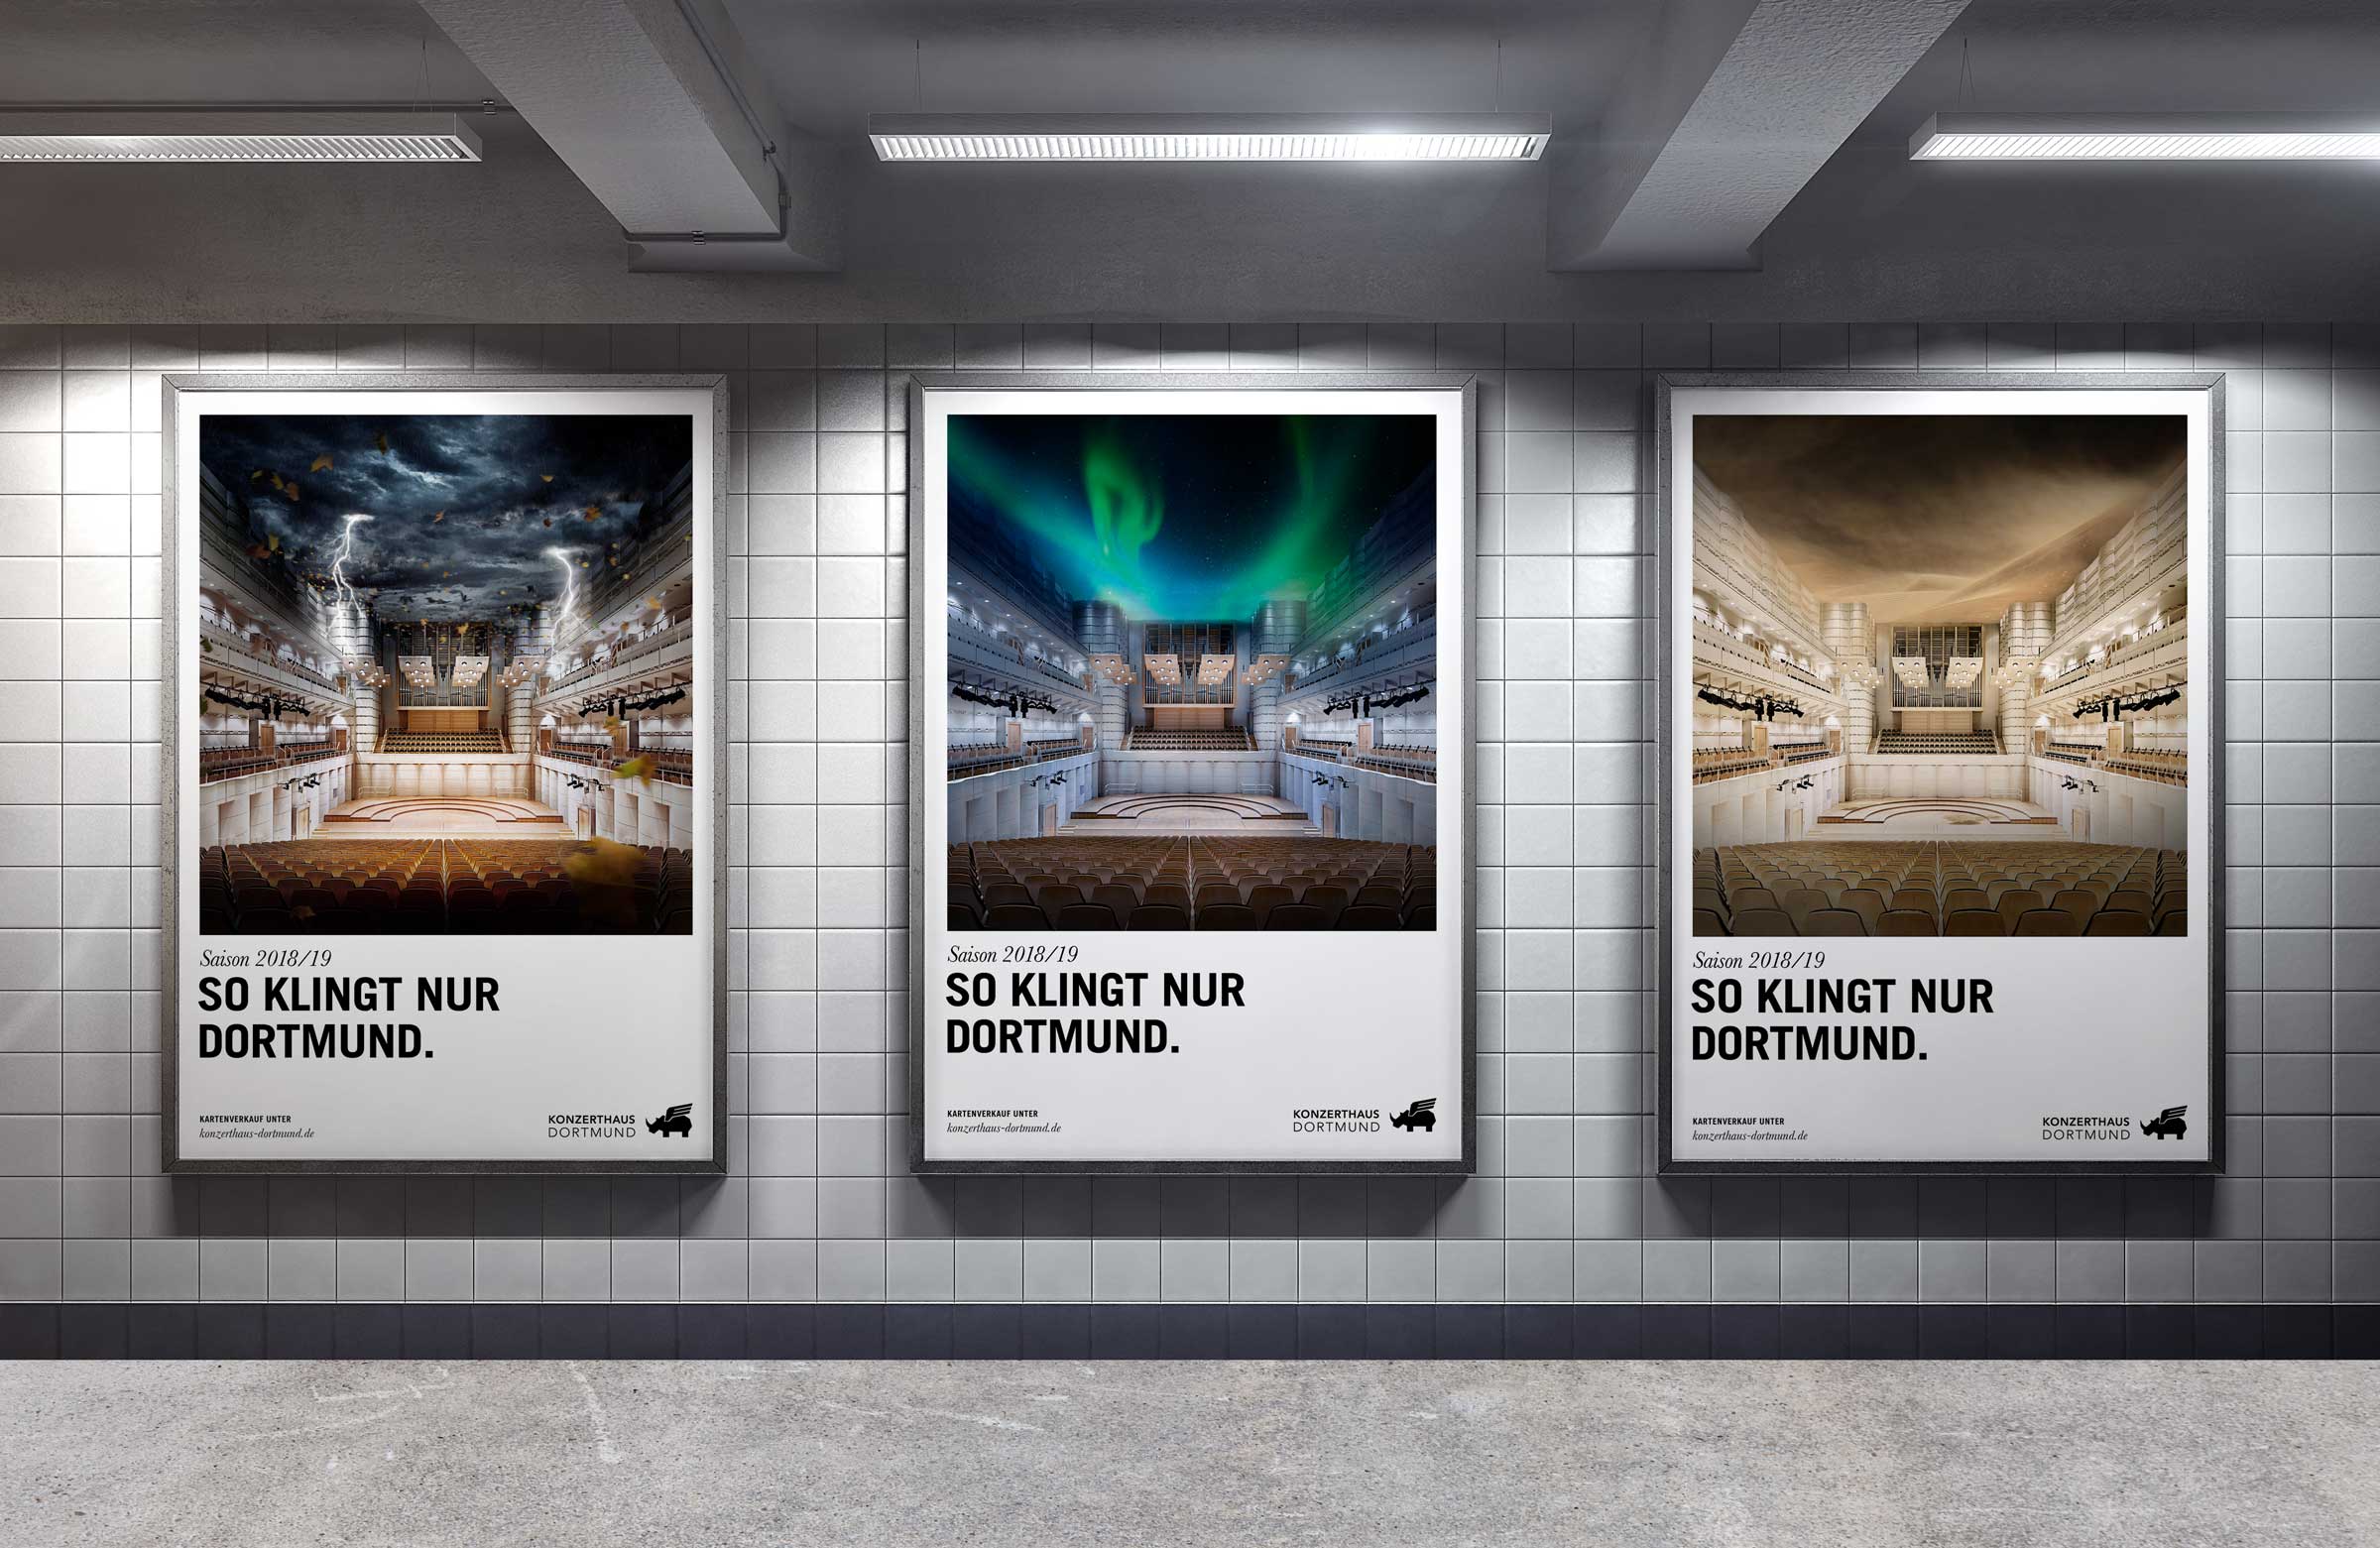 Saison 2018/19
SO KLINGT NUR
DORTMUND.
KARTENVERKAUF UNTER
konzerthaus-dortmund.de
KONZERTHAUS
DORTMUND
Saison 2018/19
SO KLINGT NUR
DORTMUND.
KARTENVERKAUF UNTER
konzerthaus-dortmund.de
KONZERTHAUS
DORTMUND
Saison 2018/19
SO KLINGT NUR
DORTMUND.
KARTENVERKAUF UNTER
konzerthaus-dortmund.de
KONZERTHAUS
DORTMUND